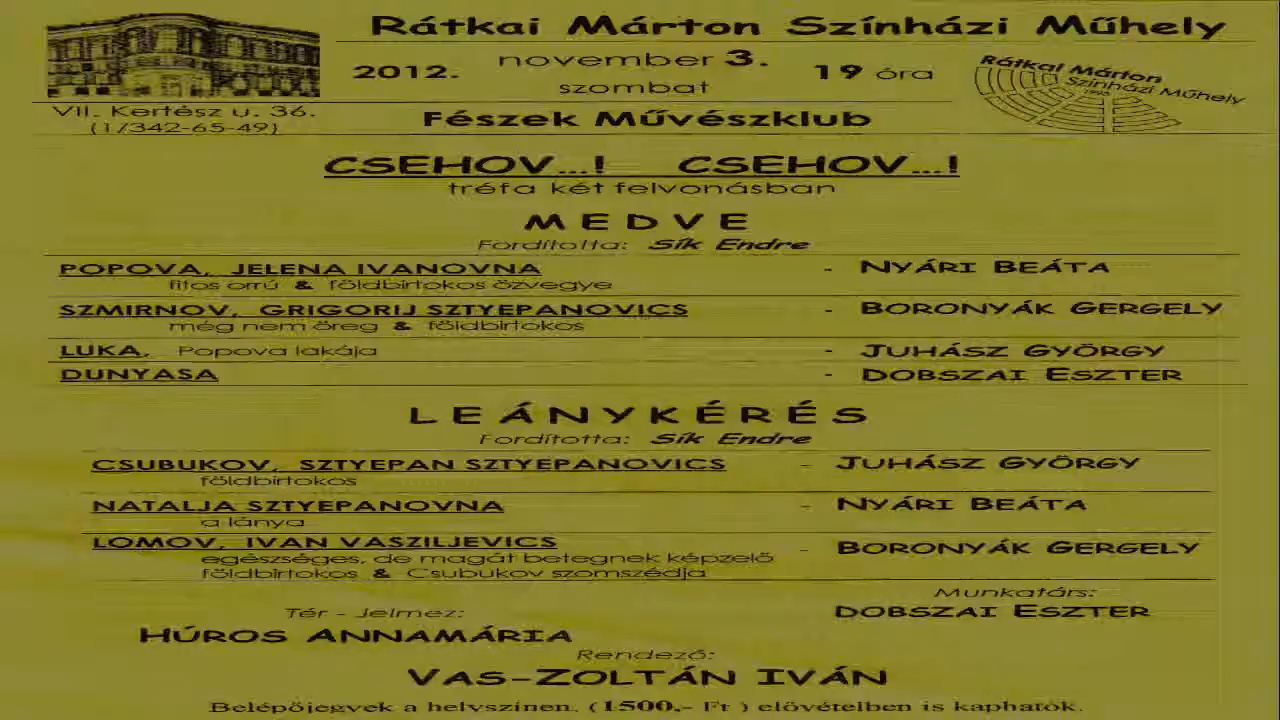 Rátkai Márton Színházi Műhely
2012. november 3. 19 óra
szombat
VII. Kertész u. 36.
(1/342-65-49)
Fészek Művészklub
Rátkai Márton
Színházi Műhely
1995
CSEHOV...! CSEHOV...!
tréfa két felvonásban
MEDVE
Fordította: Sík Endre
POPOVA, JELENA IVANOVNA - NYÁRI BEÁTA
fitos orrú & földbirtokos özvegye
SZMIRNOV, GRIGORIJ SZTYEPANOVICS - BORONYÁK GERGELY
még nem öreg & földbirtokos
LUKA, Popova lakája - JUHÁSZ GYÖRGY
DUNYASA - DOBSZAI ESZTER
LEÁNYKÉRÉS
Fordította: Sík Endre
CSUBUKOV, SZTYEPAN SZTYEPANOVICS - JUHÁSZ GYÖRGY
földbirtokos
NATALJA SZTYEPANOVNA - NYÁRI BEÁTA
a lánya
LOMOV, IVAN VASZILJEVICS - BORONYÁK GERGELY
egészséges, de magát betegnek képzelő
földbirtokos & Csubukov szomszédja
Munkatárs:
DOBSZAI ESZTER
Tér - Jelmez:
HÚROS ANNAMÁRIA
Rendező:
VAS-ZOLTÁN IVÁN
Belépőjegyek a helyszínen, (1500,- Ft ) elővételben is kaphatók.